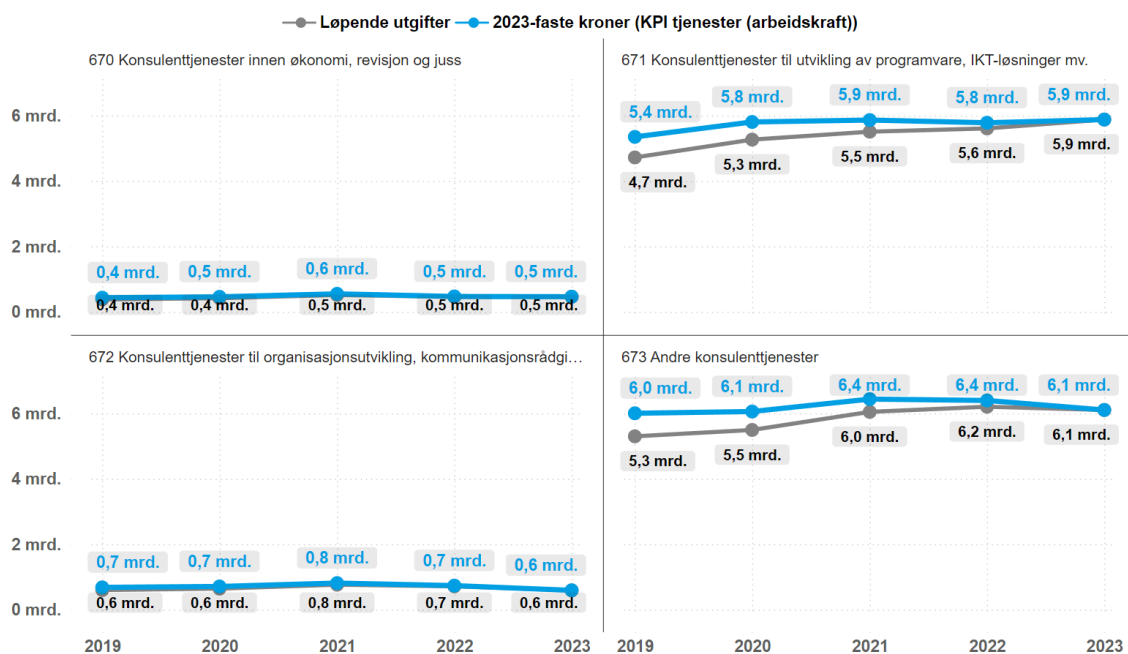 Løpende utgifter 2023-faste kroner (KPI tjenester (arbeidskraft))
670 Konsulenttjenester innen økonomi, revisjon og juss
6 mrd.
4 mrd.
2 mrd.
0 mrd.
0,4 mrd. 0,5 mrd. 0,6 mrd. 0,5 mrd. 0,5 mrd.
0,4 mrd. 0,4 mrd. 0,5 mrd. 0,5 mrd. 0,5 mrd.
671 Konsulenttjenester til utvikling av programvare, IKT-løsninger mv.
5,4 mrd. 5,8 mrd. 5,9 mrd. 5,8 mrd. 5,9 mrd.
4,7 mrd. 5,3 mrd. 5,5 mrd. 5,6 mrd. 5,9 mrd.
672 Konsulenttjenester til organisasjonsutvikling, kommunikasjonsrådgi…
6 mrd.
4 mrd.
2 mrd.
0 mrd.
0,7 mrd. 0,7 mrd. 0,8 mrd. 0,7 mrd. 0,6 mrd.
0,6 mrd. 0,6 mrd. 0,8 mrd. 0,7 mrd. 0,6 mrd.
2019 2020 2021 2022 2023
673 Andre konsulenttjenester
6,0 mrd. 6,1 mrd. 6,4 mrd. 6,4 mrd. 6,1 mrd.
5,3 mrd. 5,5 mrd. 6,0 mrd. 6,2 mrd. 6,1 mrd.
2019 2020 2021 2022 2023